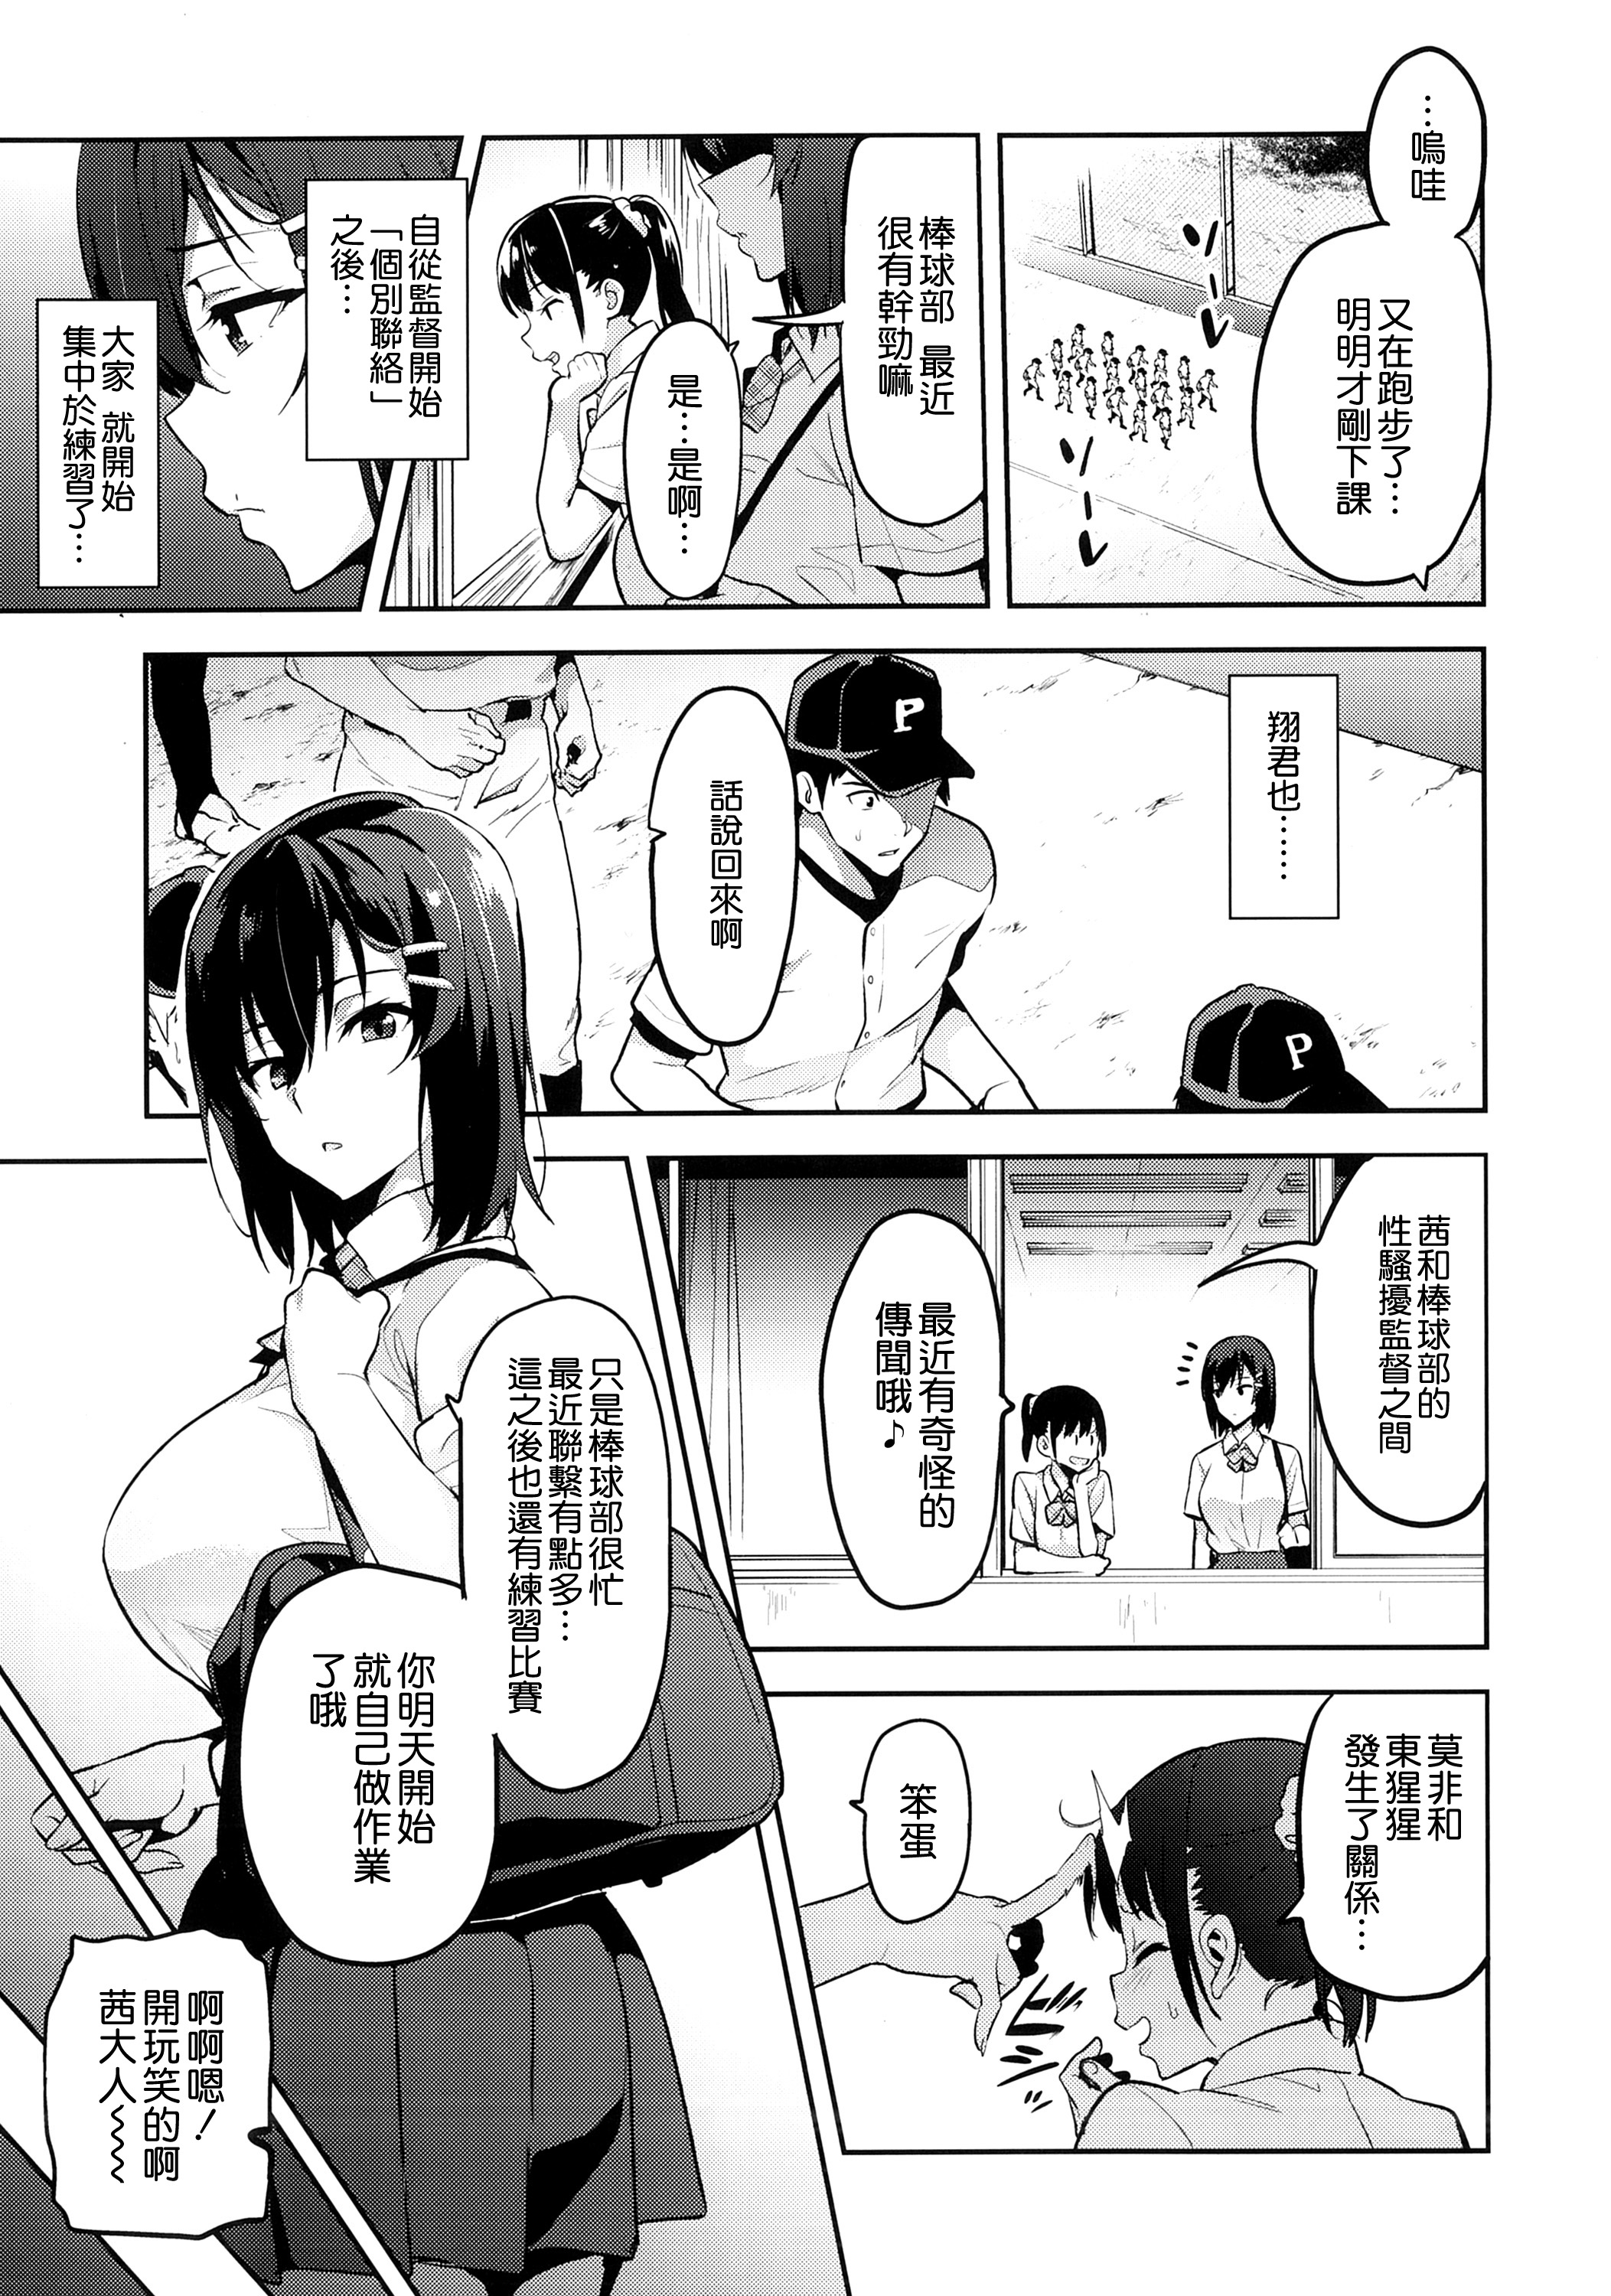 …嗚哇
又在跑步了…
明明才剛下課
棒球部 最近
很有幹勁嘛
是…是啊…
自從監督開始
「個別聯絡」
之後…
大家 就開始
集中於練習了…
翔君也……
P
P
話說回來啊
茜和棒球部的
性騷擾監督之間
最近有奇怪的
傳聞哦♪
莫非和
東猩猩
發生了關係…
笨蛋
只是棒球部很忙
最近聯繫有點多…
這之後也還有練習比賽
你明天開始
就自己做作業
了哦
啊啊嗯！
開玩笑的啊
茜大人~~~~